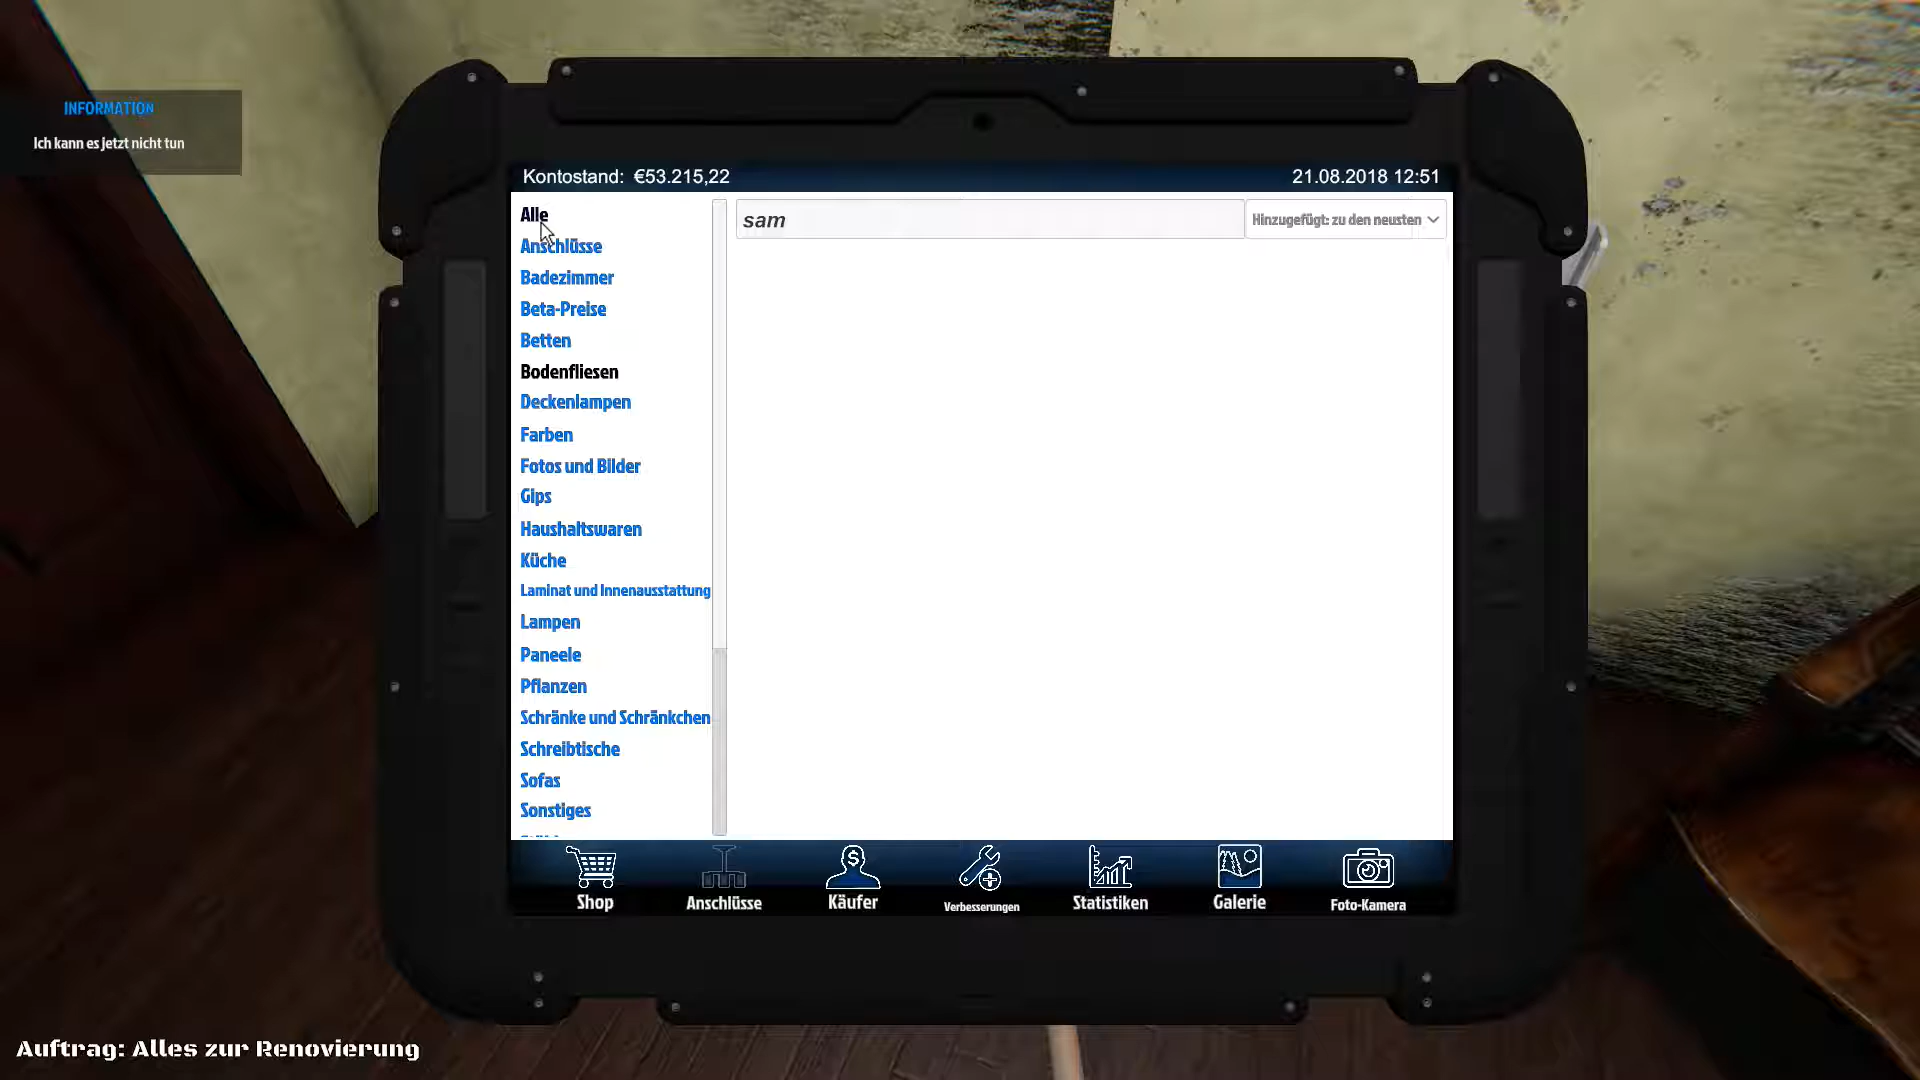 INFORMATION
Ich kann es jetzt nicht tun
Kontostand: €53.215,22
21.08.2018 12:51
Alle
Anschlüsse
Badezimmer
Beta-Preise
Betten
Bodenfliesen
Deckenlampen
Farben
Fotos und Bilder
Gips
Haushaltswaren
Küche
Laminat und Innenausstattung
Lampen
Paneele
Pflanzen
Schränke und Schränkchen
Schreibtische
Sofas
Sonstiges
sam
Hinzugefügt: zu den neusten
Shop
Anschlüsse
Käufer
Verbesserungen
Statistiken
Galerie
Foto-Kamera
Auftrag: Alles zur Renovierung